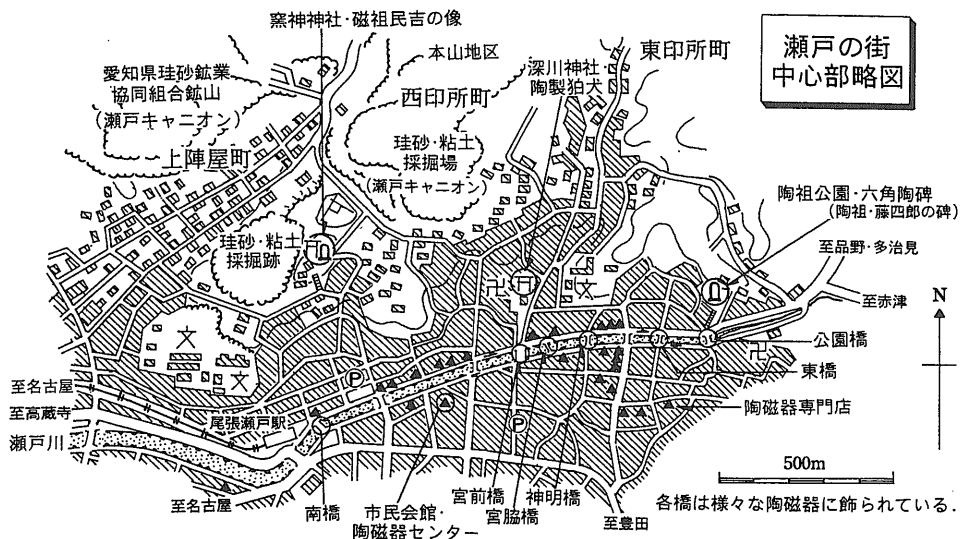 瀬戸の街
中心部略図
窯神神社・磁祖民吉の像
本山地区
東印所町
愛知県珪砂鉱業
協同組合鉱山
(瀬戸キャニオン)
西印所町
深川神社・
陶製狛犬
上陣屋町
珪砂・粘土
採掘場
(瀬戸キャニオン)
珪砂・粘土
採掘跡
陶祖公園・六角陶碑
(陶祖・藤四郎の碑)
至品野・多治見
至赤津
N
文
文
文
P
P
公園橋
東橋
陶磁器専門店
至名古屋
至高蔵寺
瀬戸川
尾張瀬戸駅
至名古屋
南橋
市民会館・
陶磁器センター
宮前橋
宮脇橋
神明橋
至豊田
500m
各橋は様々な陶磁器に飾られている.